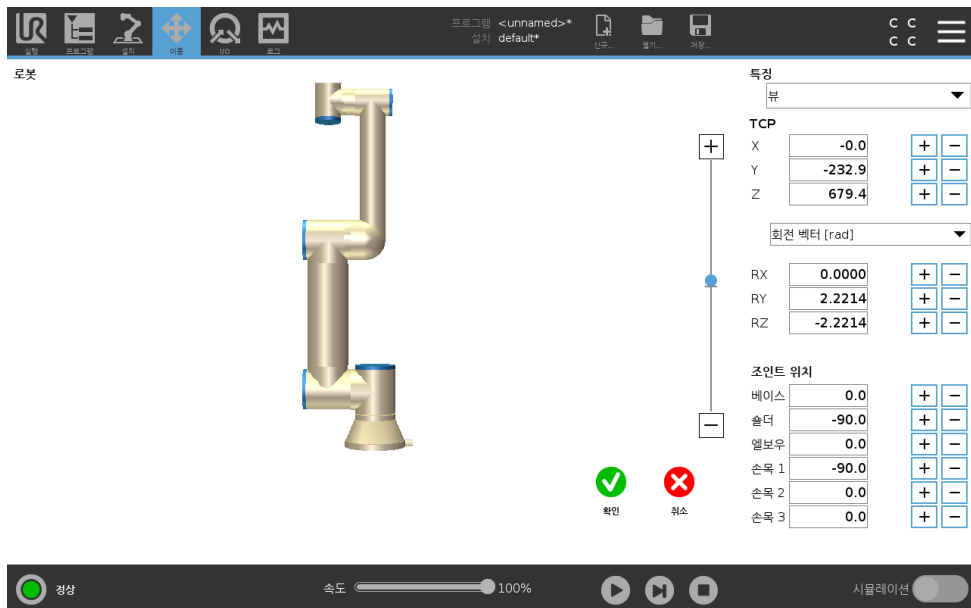 UR
실행
프로그램
설치
이동
I/O
로그
프로그램 <unnamed>*
설치 default*
신규...
열기...
저장...
C C
C C
로봇
특징
뷰
TCP
X -0.0 + −
Y -232.9 + −
Z 679.4 + −
회전 벡터 [rad]
RX 0.0000 + −
RY 2.2214 + −
RZ -2.2214 + −
조인트 위치
베이스 0.0 + −
숄더 -90.0 + −
엘보우 0.0 + −
손목 1 -90.0 + −
손목 2 0.0 + −
손목 3 0.0 + −
+
−
확인
취소
정상
속도 100%
시뮬레이션